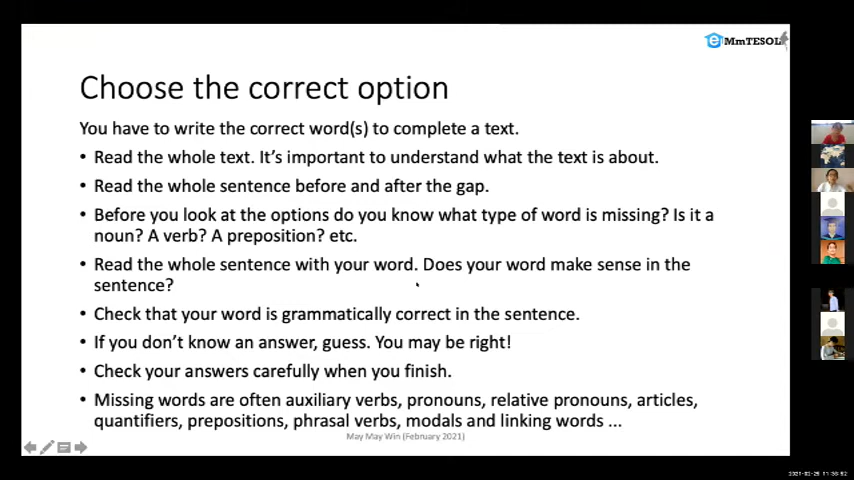 MmTESOL
Choose the correct option
You have to write the correct word(s) to complete a text.
• Read the whole text. It's important to understand what the text is about.
• Read the whole sentence before and after the gap.
• Before you look at the options do you know what type of word is missing? Is it a
noun? A verb? A preposition? etc.
• Read the whole sentence with your word. Does your word make sense in the
sentence?
• Check that your word is grammatically correct in the sentence.
• If you don't know an answer, guess. You may be right!
• Check your answers carefully when you finish.
• Missing words are often auxiliary verbs, pronouns, relative pronouns, articles,
quantifiers, prepositions, phrasal verbs, modals and linking words ...
May May Win (February 2021)